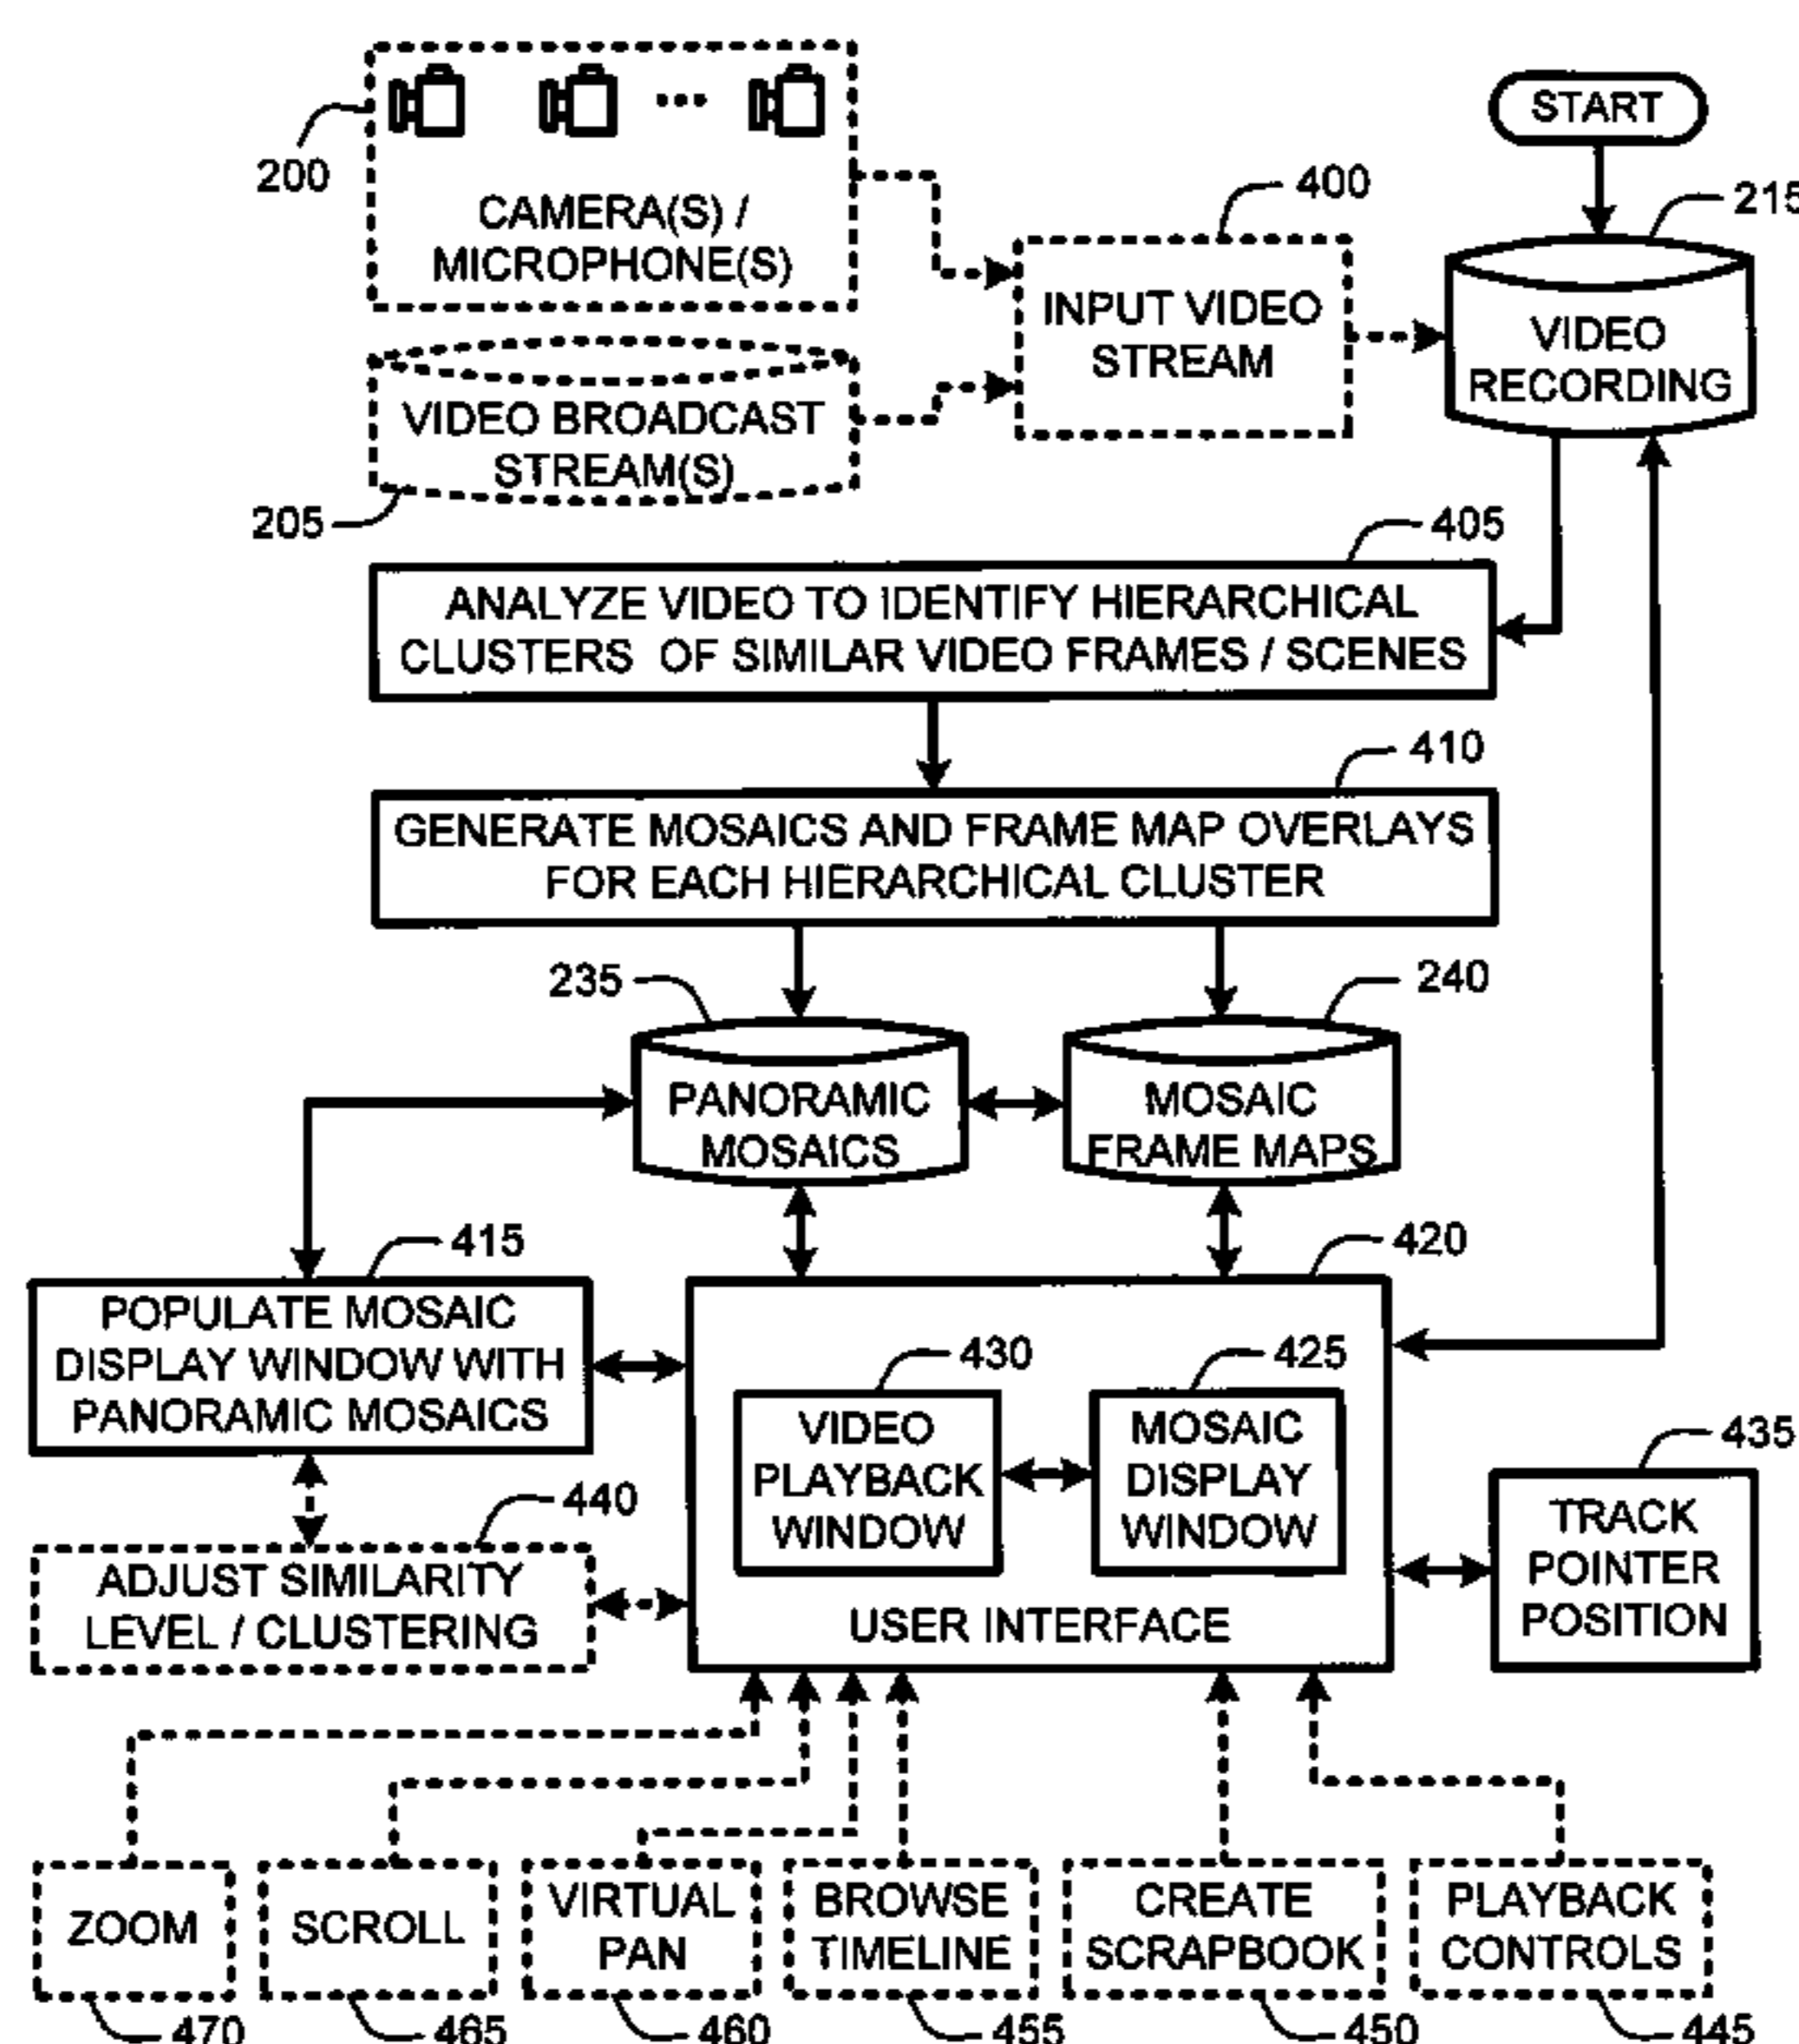 START
200
CAMERA(S) /
MICROPHONE(S)
400
215
INPUT VIDEO
STREAM
VIDEO
RECORDING
VIDEO BROADCAST
STREAM(S)
205
405
ANALYZE VIDEO TO IDENTIFY HIERARCHICAL
CLUSTERS OF SIMILAR VIDEO FRAMES / SCENES
410
GENERATE MOSAICS AND FRAME MAP OVERLAYS
FOR EACH HIERARCHICAL CLUSTER
235
240
PANORAMIC
MOSAICS
MOSAIC
FRAME MAPS
415
420
POPULATE MOSAIC
DISPLAY WINDOW WITH
PANORAMIC MOSAICS
430
425
VIDEO
PLAYBACK
WINDOW
MOSAIC
DISPLAY
WINDOW
435
TRACK
POINTER
POSITION
440
ADJUST SIMILARITY
LEVEL / CLUSTERING
USER INTERFACE
ZOOM
SCROLL
VIRTUAL
PAN
BROWSE
TIMELINE
CREATE
SCRAPBOOK
PLAYBACK
CONTROLS
470
465
460
455
450
445